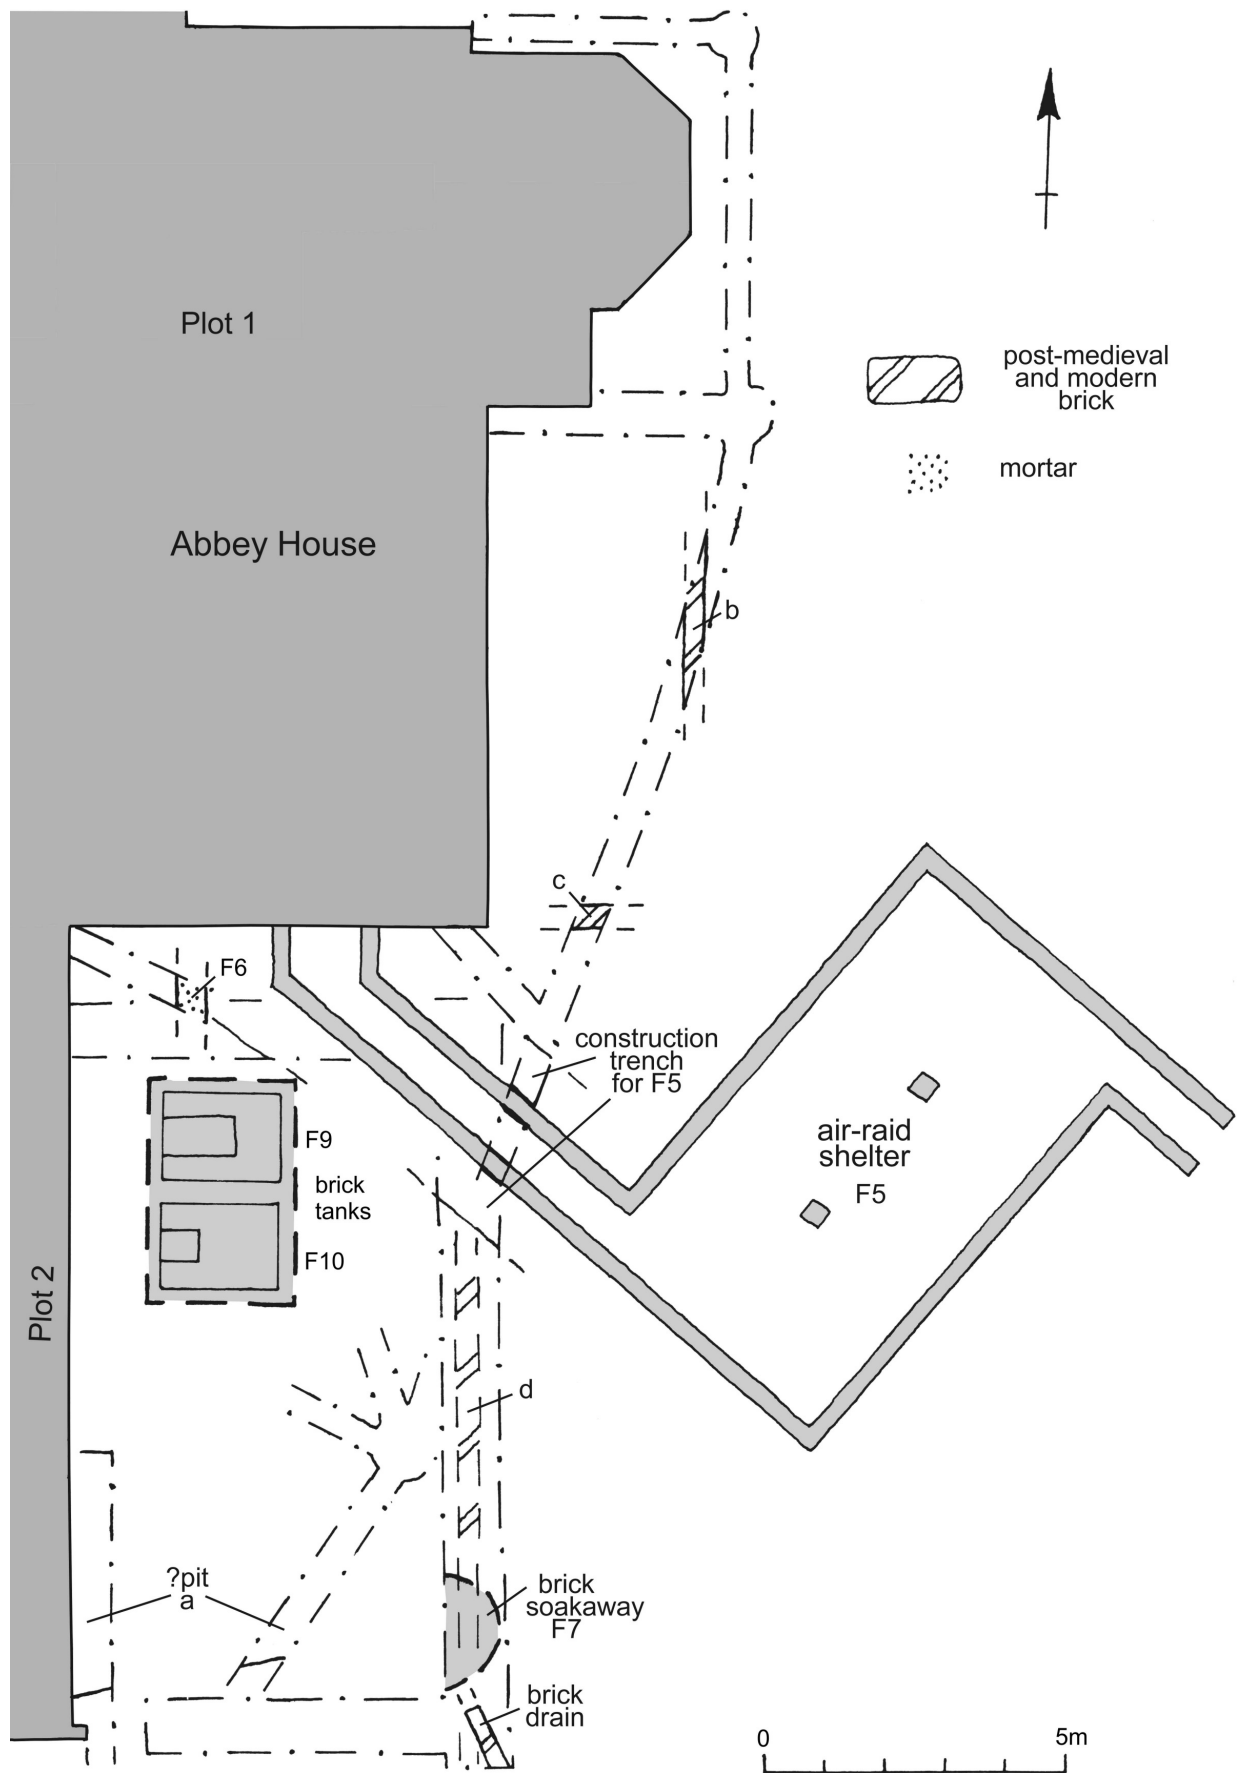 Plot 1
post-medieval
and modern
brick
mortar
Abbey House
b
c
F6
construction
trench
for F5
air-raid
shelter
F5
F9
brick
tanks
F10
Plot 2
d
?pit
a
brick
soakaway
F7
brick
drain
0 5m